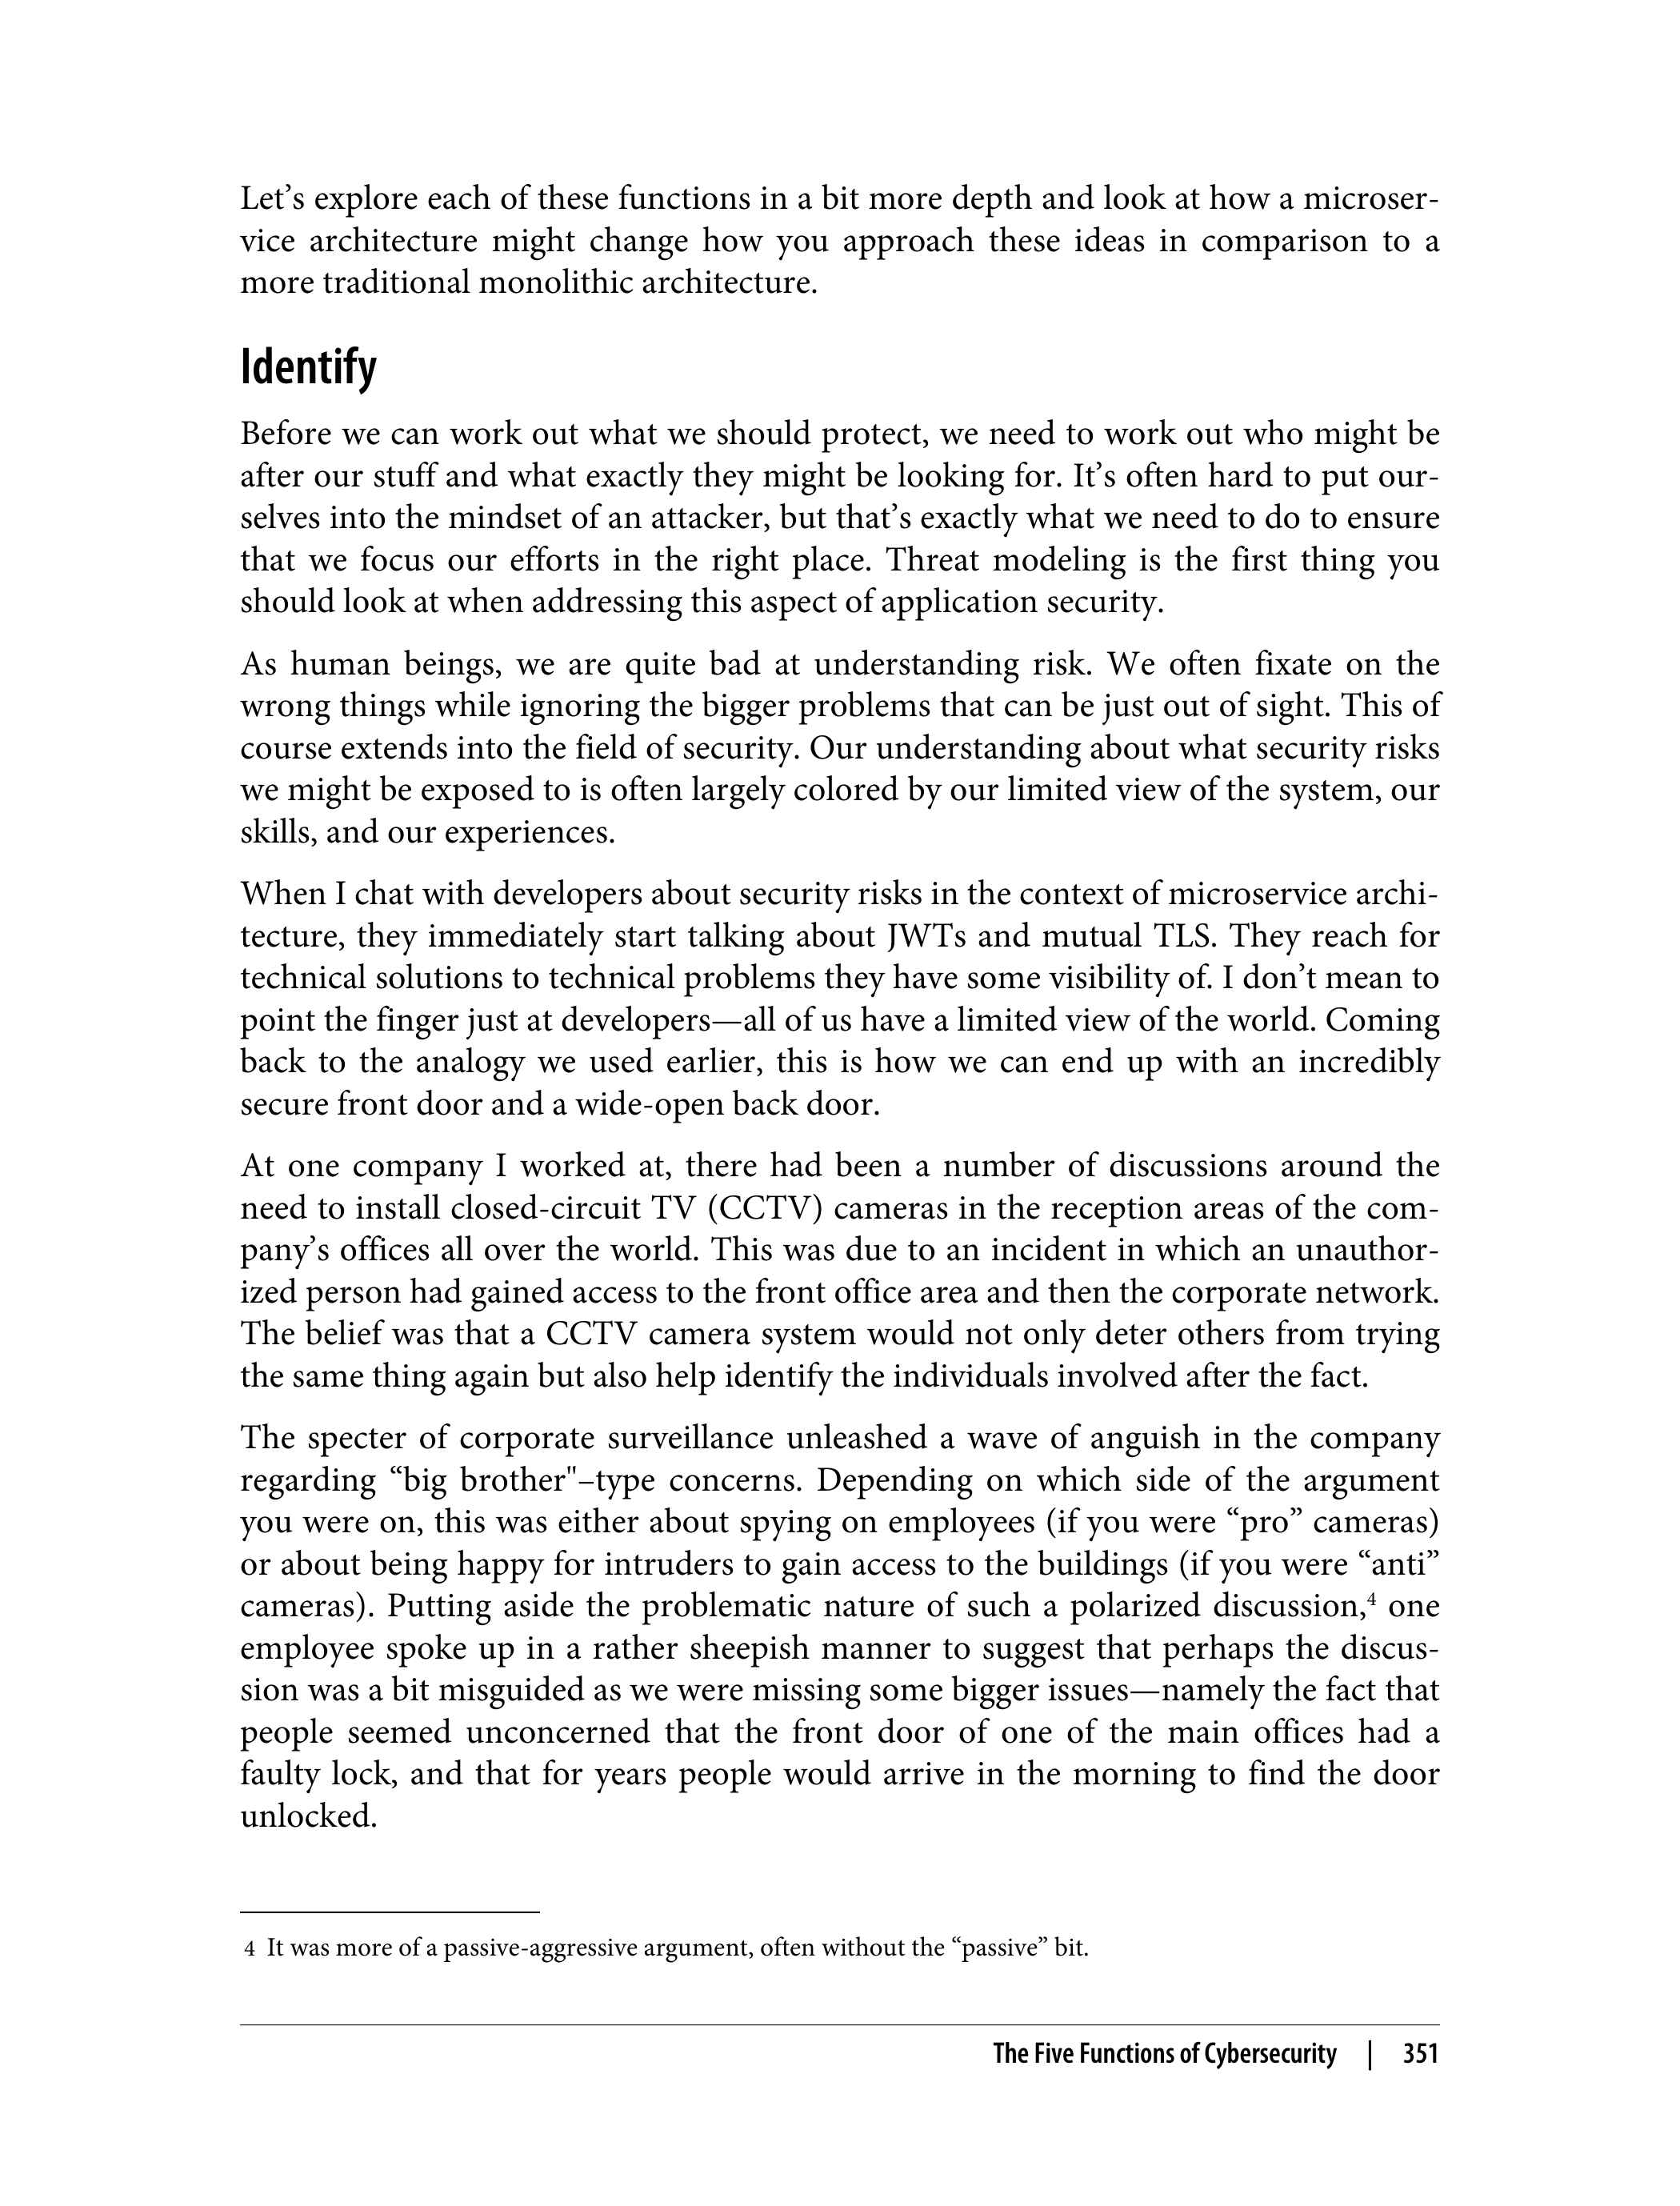 Let’s explore each of these functions in a bit more depth and look at how a microser-
vice architecture might change how you approach these ideas in comparison to a
more traditional monolithic architecture.
Identify
Before we can work out what we should protect, we need to work out who might be
after our stuff and what exactly they might be looking for. It’s often hard to put our-
selves into the mindset of an attacker, but that’s exactly what we need to do to ensure
that we focus our efforts in the right place. Threat modeling is the first thing you
should look at when addressing this aspect of application security.
As human beings, we are quite bad at understanding risk. We often fixate on the
wrong things while ignoring the bigger problems that can be just out of sight. This of
course extends into the field of security. Our understanding about what security risks
we might be exposed to is often largely colored by our limited view of the system, our
skills, and our experiences.
When I chat with developers about security risks in the context of microservice archi-
tecture, they immediately start talking about JWTs and mutual TLS. They reach for
technical solutions to technical problems they have some visibility of. I don’t mean to
point the finger just at developers—all of us have a limited view of the world. Coming
back to the analogy we used earlier, this is how we can end up with an incredibly
secure front door and a wide-open back door.
At one company I worked at, there had been a number of discussions around the
need to install closed-circuit TV (CCTV) cameras in the reception areas of the com-
pany’s offices all over the world. This was due to an incident in which an unauthor-
ized person had gained access to the front office area and then the corporate network.
The belief was that a CCTV camera system would not only deter others from trying
the same thing again but also help identify the individuals involved after the fact.
The specter of corporate surveillance unleashed a wave of anguish in the company
regarding “big brother"–type concerns. Depending on which side of the argument
you were on, this was either about spying on employees (if you were “pro” cameras)
or about being happy for intruders to gain access to the buildings (if you were “anti”
cameras). Putting aside the problematic nature of such a polarized discussion,4 one
employee spoke up in a rather sheepish manner to suggest that perhaps the discus-
sion was a bit misguided as we were missing some bigger issues—namely the fact that
people seemed unconcerned that the front door of one of the main offices had a
faulty lock, and that for years people would arrive in the morning to find the door
unlocked.
4 It was more of a passive-aggressive argument, often without the “passive” bit.
The Five Functions of Cybersecurity | 351